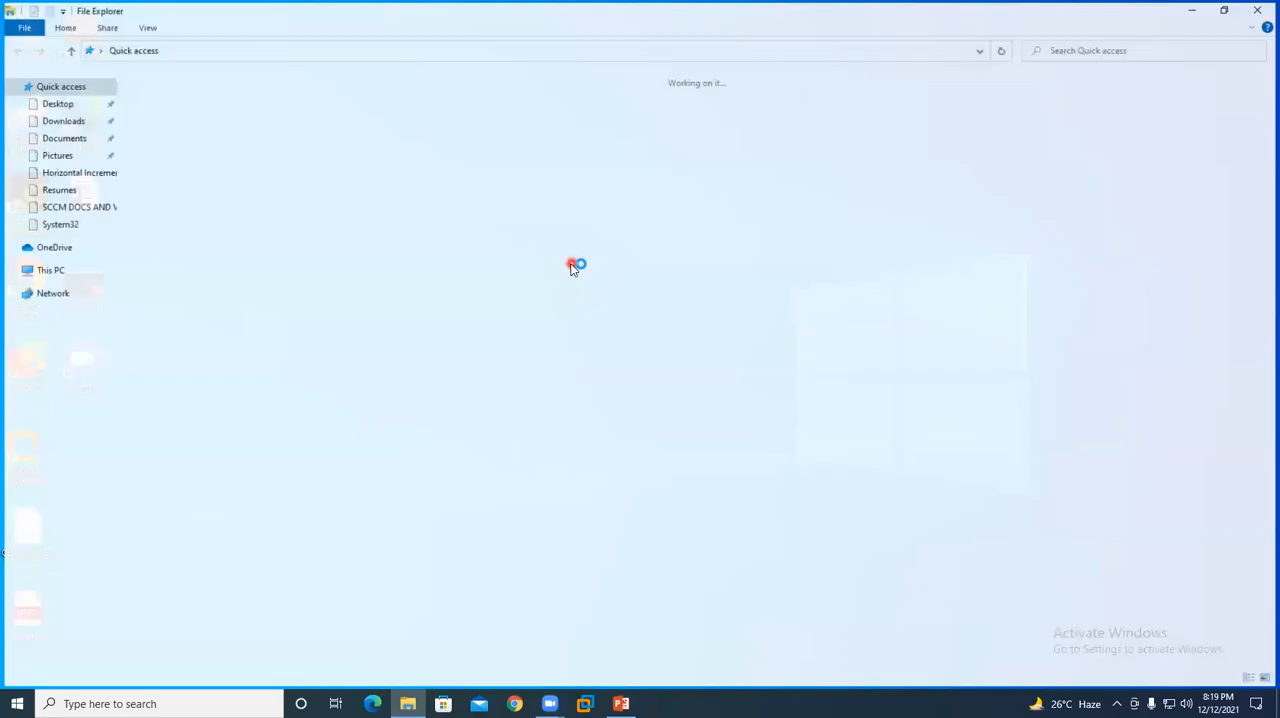 File Explorer
File Home Share View
Quick access
Search Quick access
Working on it...
Quick access
Desktop
Downloads
Documents
Pictures
Horizontal Increme
Resumes
SCCM DOCS AND V
System32
OneDrive
This PC
Network
Activate Windows
Go to Settings to activate Windows.
Type here to search
26°C Haze
8:19 PM
12/12/2021